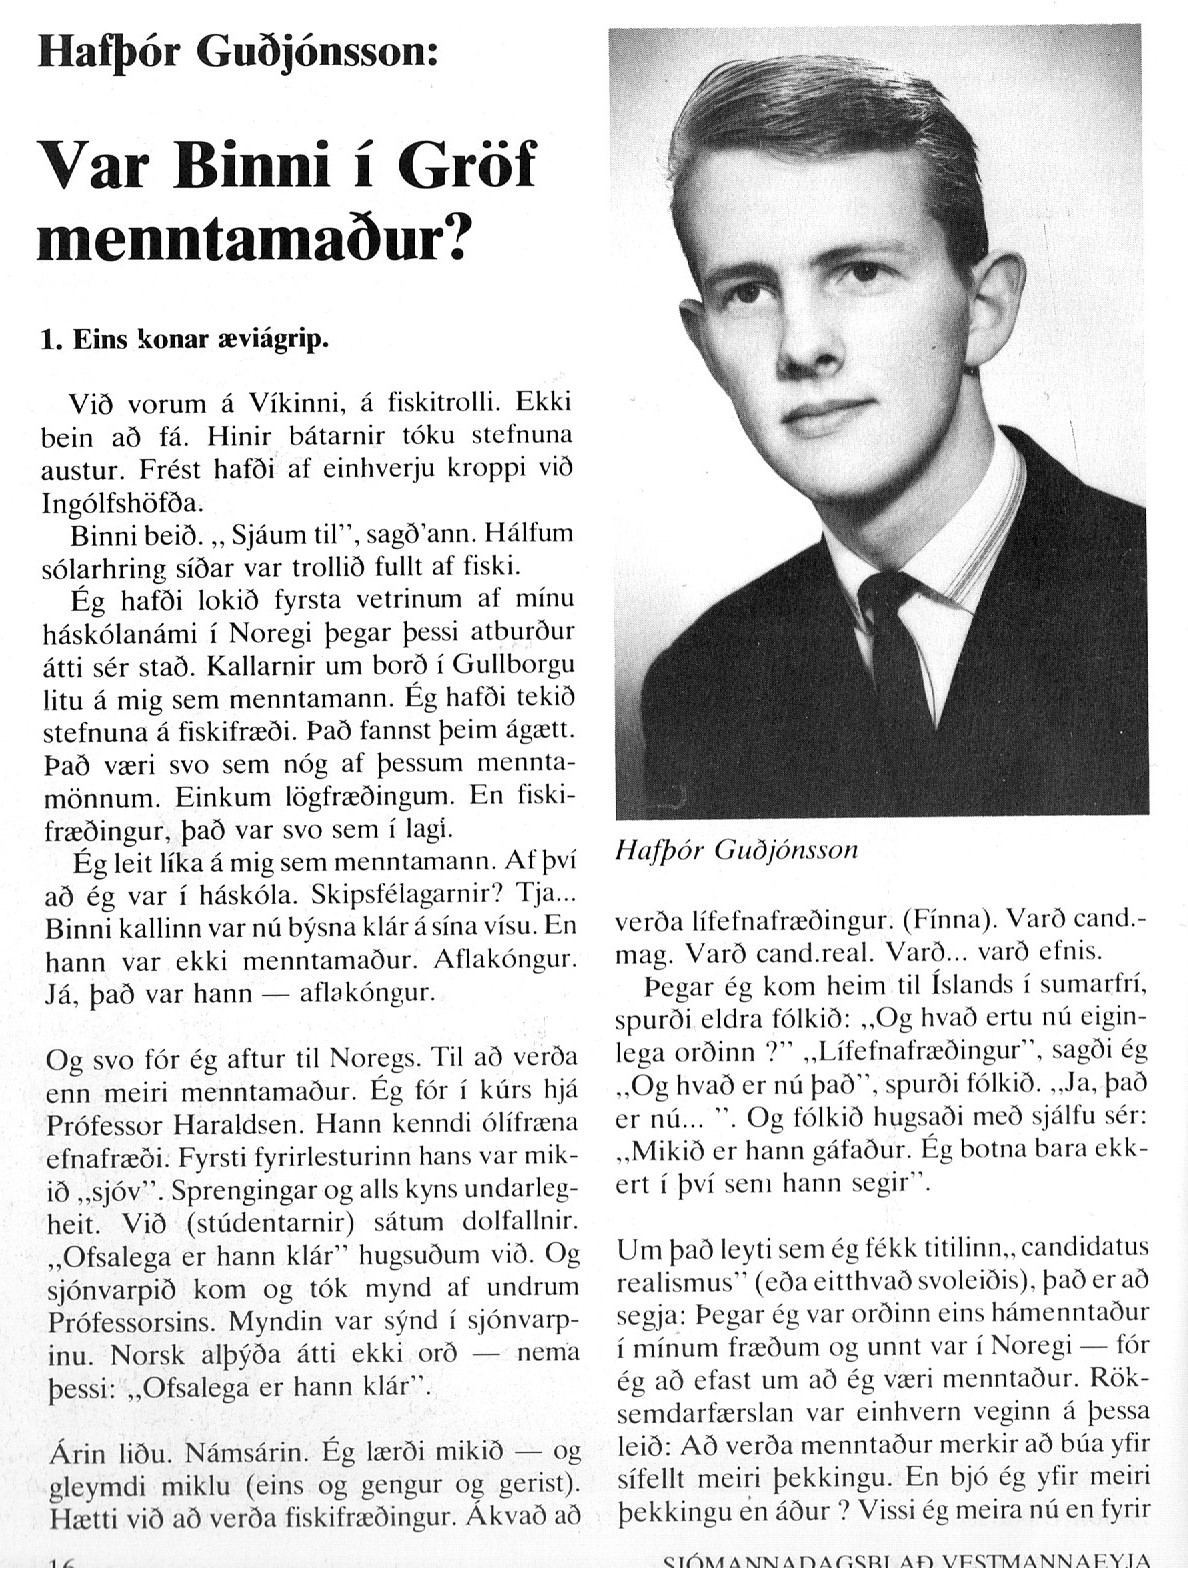 Hafþór Guðjónsson:
Var Binni í Gröf
menntamaður?
1. Eins konar æviágrip.
Við vorum á Víkinni, á fiskitrolli. Ekki
bein að fá. Hinir bátarnir tóku stefnuna
austur. Frést hafði af einhverju kroppi við
Ingólfshöfða.
Binni beið. ,, Sjáum til”, sagð’ann. Hálfum
sólarhring síðar var trollið fullt af fiski.
Ég hafði lokið fyrsta vetrinum af mínu
háskólanámi í Noregi þegar þessi atburður
átti sér stað. Kallarnir um borð í Gullborgu
litu á mig sem menntamann. Ég hafði tekið
stefnuna á fiskifræði. Það fannst þeim ágætt.
Það væri svo sem nóg af þessum mennta-
mönnum. Einkum lögfræðingum. En fiski-
fræðingur, það var svo sem í lagi.
Ég leit líka á mig sem menntamann. Af því
að ég var í háskóla. Skipsfélagarnir? Tja...
Binni kallinn var nú býsna klár á sína vísu. En
hann var ekki menntamaður. Aflakóngur.
Já, það var hann — aflakóngur.
Og svo fór ég aftur til Noregs. Til að verða
enn meiri menntamaður. Ég fór í kúrs hjá
Prófessor Haraldsen. Hann kenndi ólífræna
efnafræði. Fyrsti fyrirlesturinn hans var mik-
ið ,,sjóv”. Sprengingar og alls kyns undarleg-
heit. Við (stúdentarnir) sátum dolfallnir.
,,Ofsalega er hann klár” hugsuðum við. Og
sjónvarpið kom og tók mynd af undrum
Prófessorsins. Myndin var sýnd í sjónvarp-
inu. Norsk alþýða átti ekki orð — nema
þessi: ,,Ofsalega er hann klár”.
Árin liðu. Námsárin. Ég lærði mikið — og
gleymdi miklu (eins og gengur og gerist).
Hætti við að verða fiskifræðingur. Ákvað að
16
Hafþór Guðjónsson
verða lífefnafræðingur. (Fínna). Varð cand.-
mag. Varð cand.real. Varð... varð efnis.
Þegar ég kom heim til Íslands í sumarfrí,
spurði eldra fólkið: ,,Og hvað ertu nú eigin-
lega orðinn ?” ,,Lífefnafræðingur”, sagði ég
,,Og hvað er nú það”, spurði fólkið. ,,Ja, það
er nú... ”. Og fólkið hugsaði með sjálfu sér:
,,Mikið er hann gáfaður. Ég botna bara ekk-
ert í því sem hann segir”.
Um það leyti sem ég fékk titilinn,, candidatus
realismus” (eða eitthvað svoleiðis), það er að
segja: Þegar ég var orðinn eins hámenntaður
í mínum fræðum og unnt var í Noregi — fór
ég að efast um að ég væri menntaður. Rök-
semdarfærslan var einhvern veginn á þessa
leið: Að verða menntaður merkir að búa yfir
sífellt meiri þekkingu. En bjó ég yfir meiri
þekkingu en áður ? Vissi ég meira nú en fyrir
SJÓMANNADAGSBLAÐ VESTMANNAEYJA